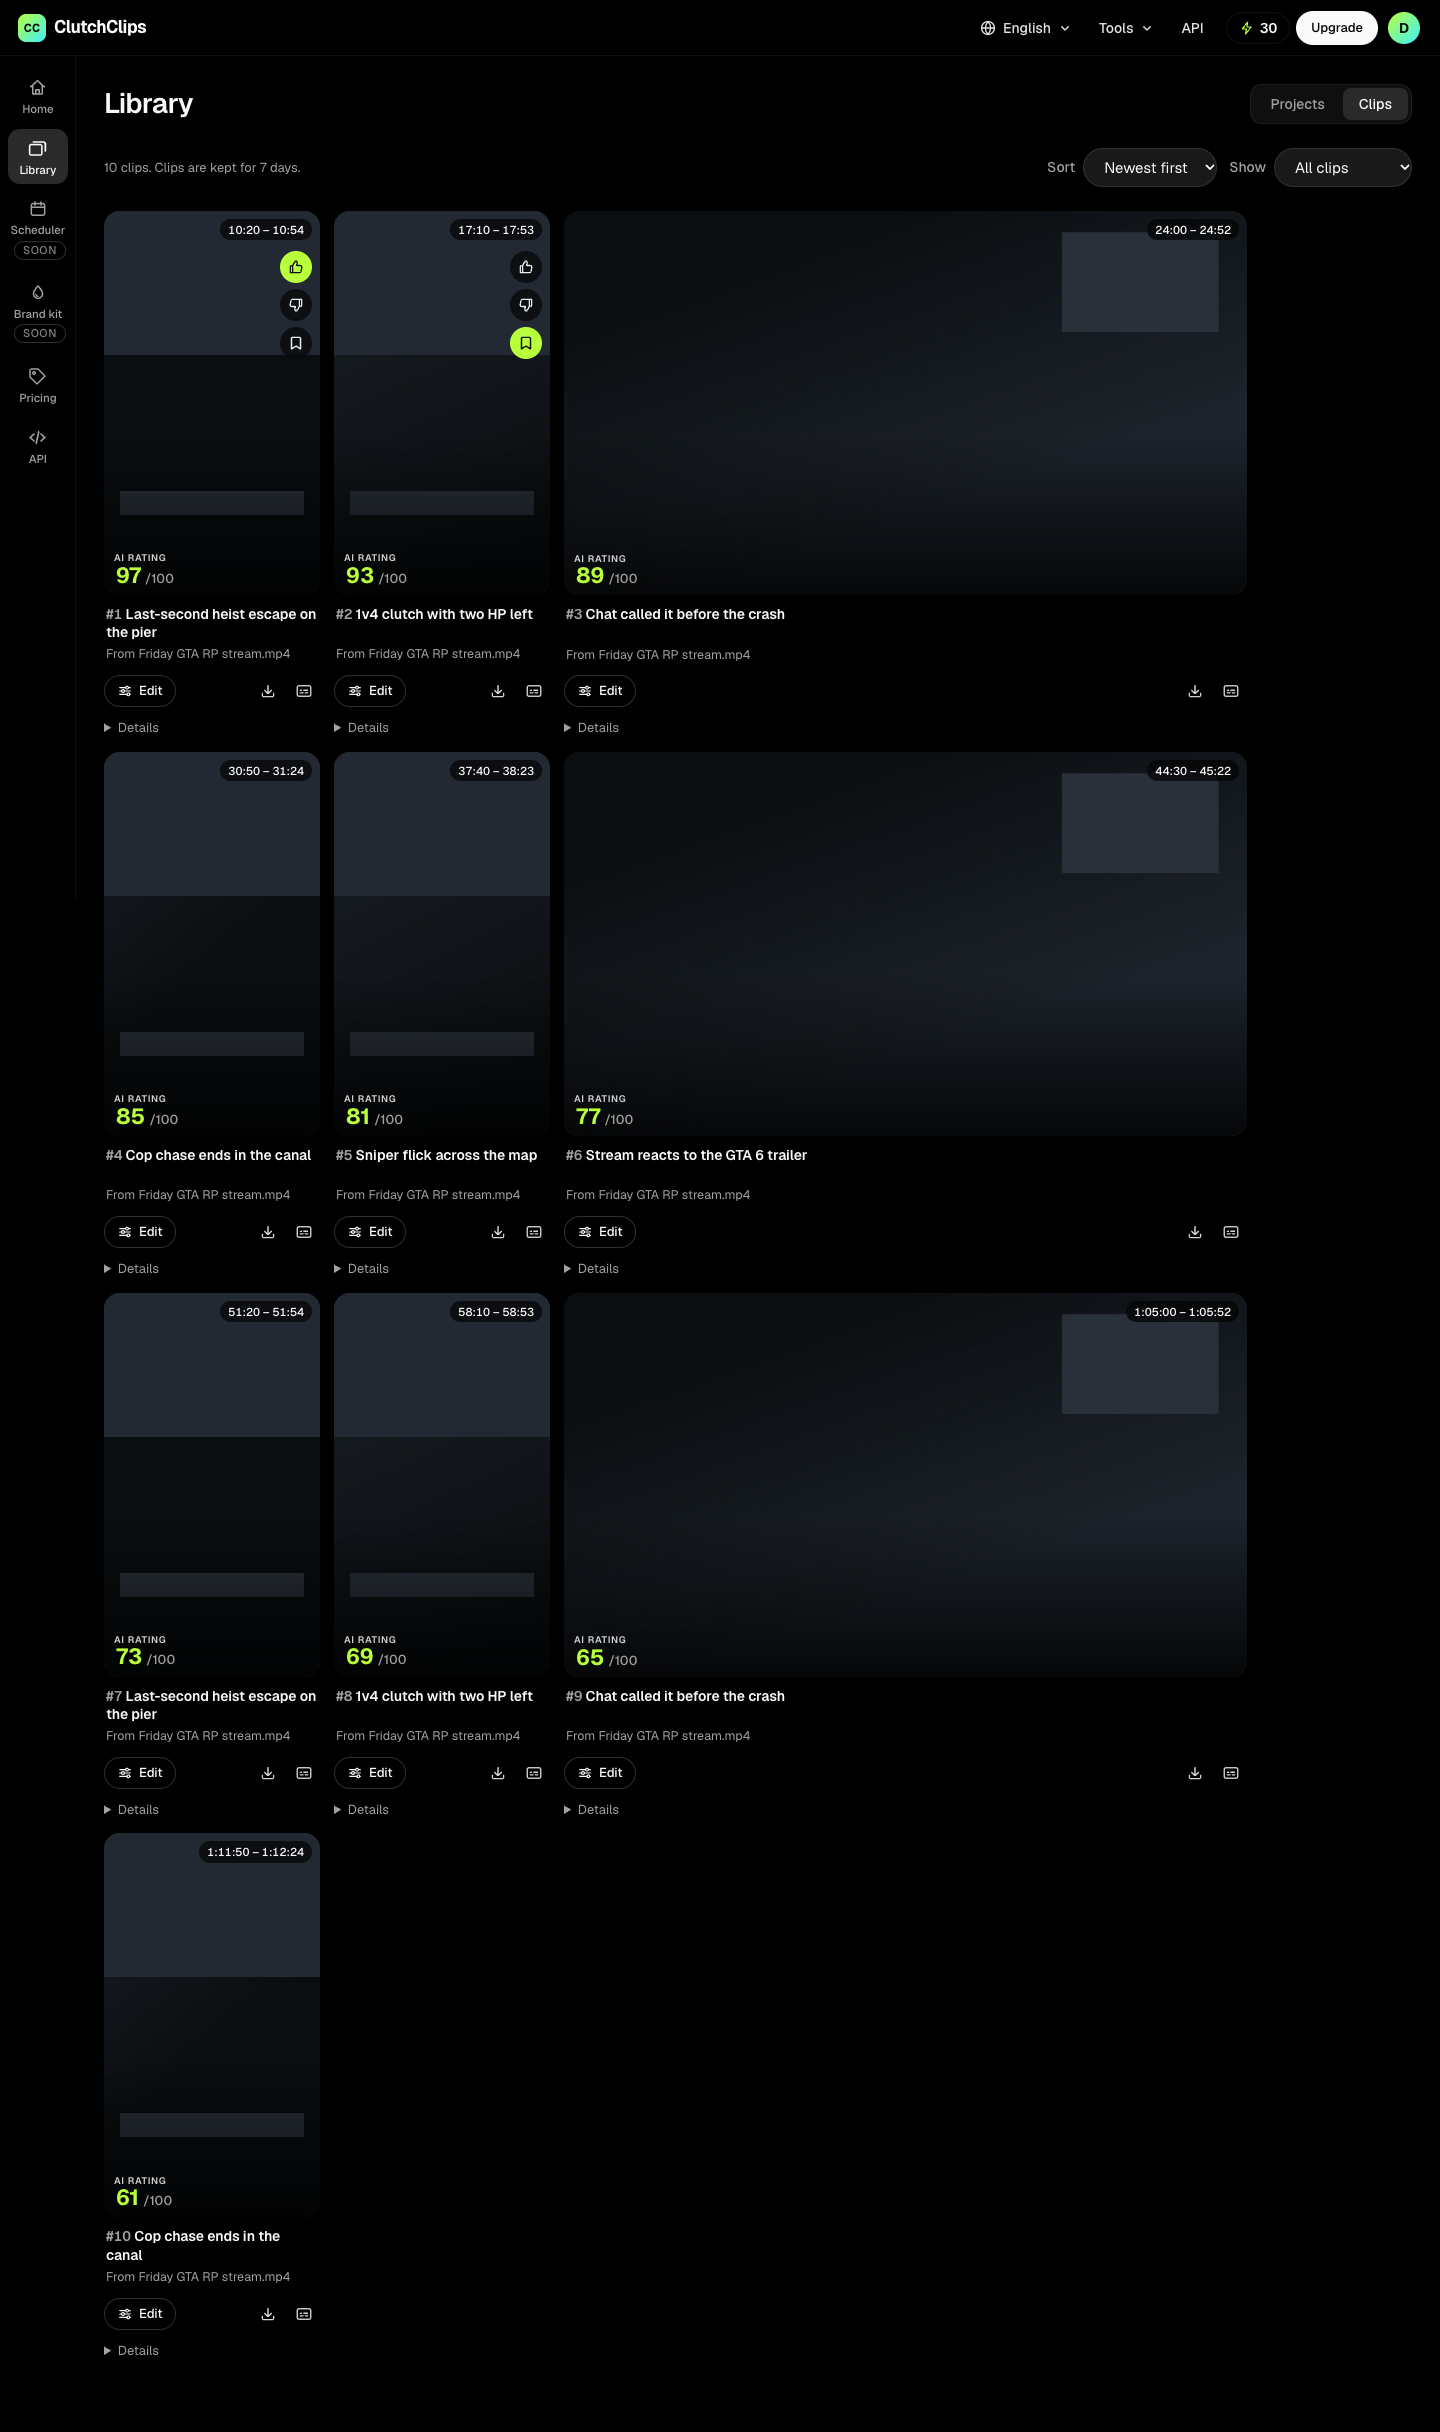 CC ClutchClips
English
Tools
API
30
Upgrade
D
Home
Library
Scheduler
SOON
Brand kit
SOON
Pricing
API
Library
Projects
Clips
10 clips. Clips are kept for 7 days.
Sort
Newest first
Show
All clips
10:20 – 10:54
AI RATING
97 /100
#1 Last-second heist escape on
the pier
From Friday GTA RP stream.mp4
Edit
Details
17:10 – 17:53
AI RATING
93 /100
#2 1v4 clutch with two HP left
From Friday GTA RP stream.mp4
Edit
Details
24:00 – 24:52
AI RATING
89 /100
#3 Chat called it before the crash
From Friday GTA RP stream.mp4
Edit
Details
30:50 – 31:24
AI RATING
85 /100
#4 Cop chase ends in the canal
From Friday GTA RP stream.mp4
Edit
Details
37:40 – 38:23
AI RATING
81 /100
#5 Sniper flick across the map
From Friday GTA RP stream.mp4
Edit
Details
44:30 – 45:22
AI RATING
77 /100
#6 Stream reacts to the GTA 6 trailer
From Friday GTA RP stream.mp4
Edit
Details
51:20 – 51:54
AI RATING
73 /100
#7 Last-second heist escape on
the pier
From Friday GTA RP stream.mp4
Edit
Details
58:10 – 58:53
AI RATING
69 /100
#8 1v4 clutch with two HP left
From Friday GTA RP stream.mp4
Edit
Details
1:05:00 – 1:05:52
AI RATING
65 /100
#9 Chat called it before the crash
From Friday GTA RP stream.mp4
Edit
Details
1:11:50 – 1:12:24
AI RATING
61 /100
#10 Cop chase ends in the
canal
From Friday GTA RP stream.mp4
Edit
Details